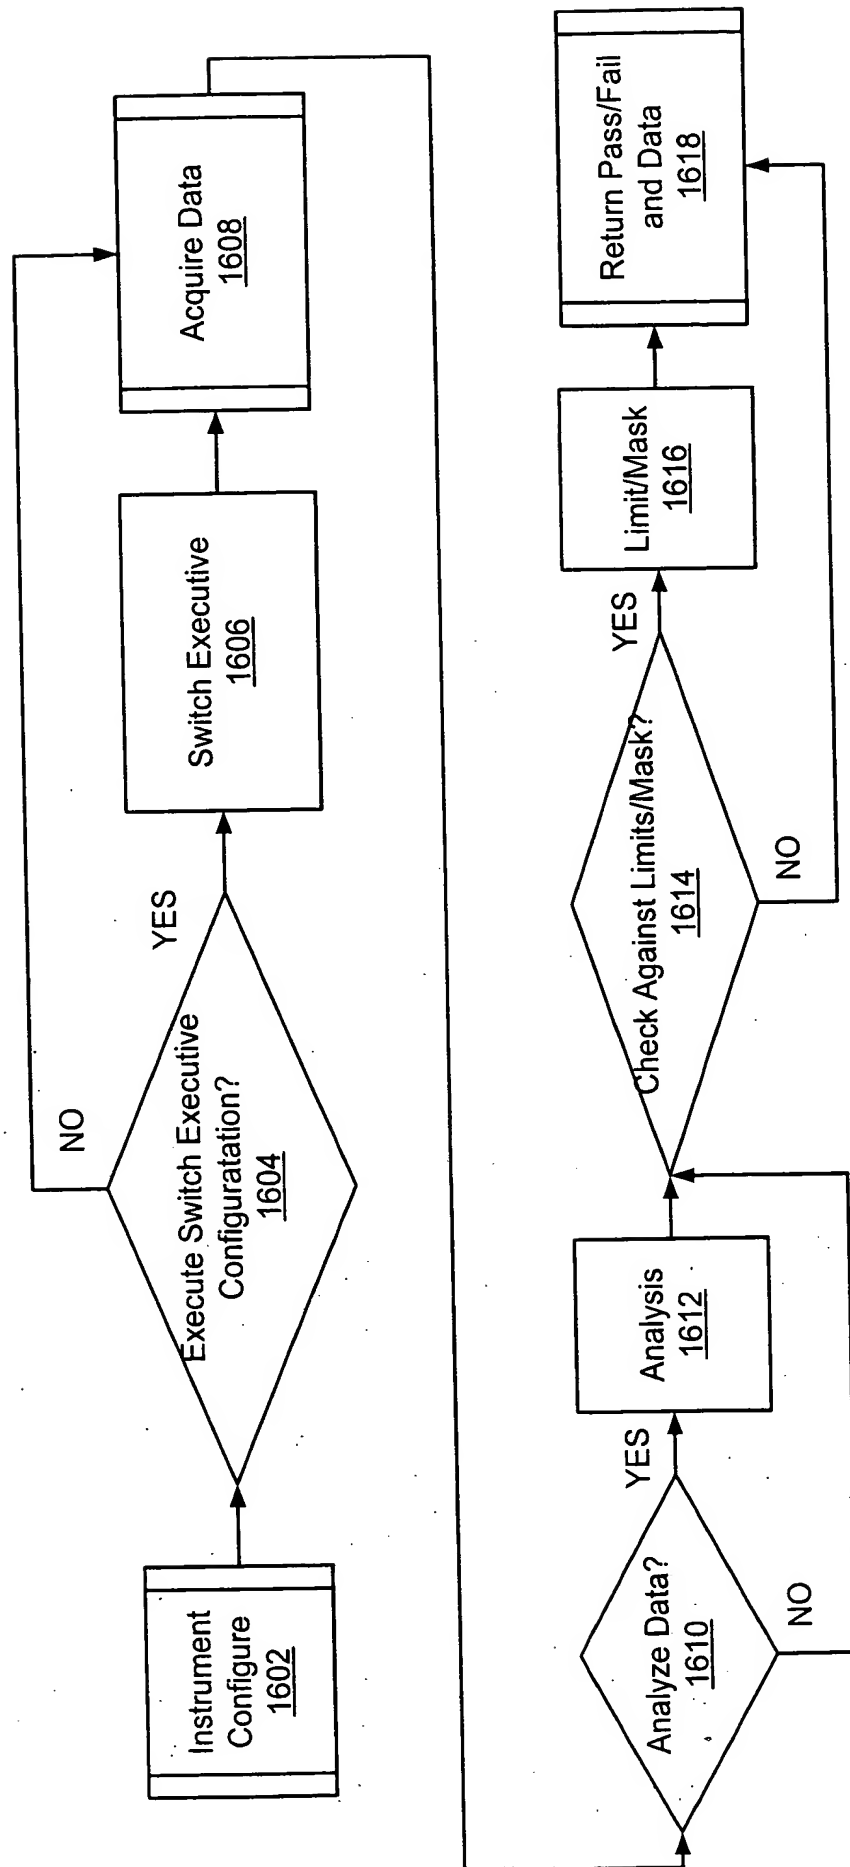 Instrument
Configure
1602
Execute Switch Executive
Configuratation?
1604
NO
YES
Switch Executive
1606
Acquire Data
1608
Analyze Data?
1610
YES
NO
Analysis
1612
Check Against Limits/Mask?
1614
YES
NO
Limit/Mask
1616
Return Pass/Fail
and Data
1618